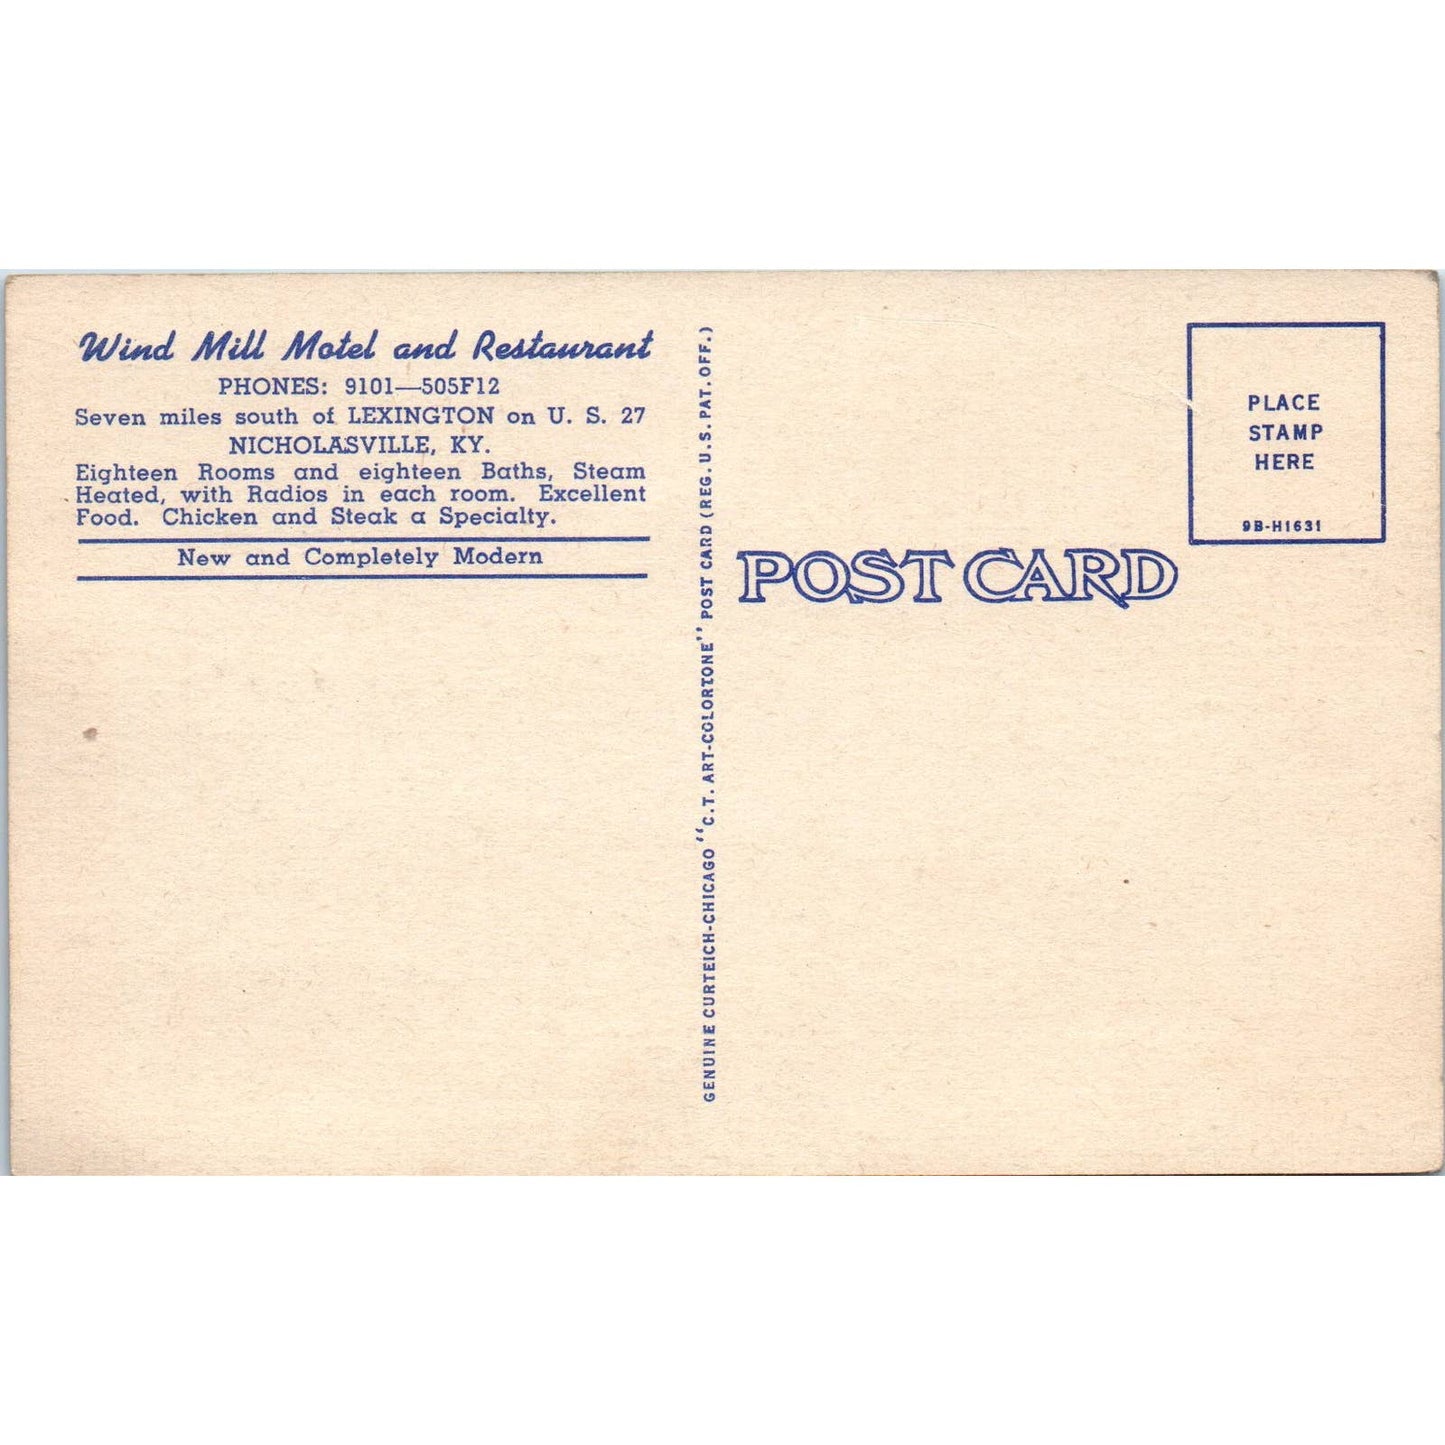 Wind Mill Motel and Restaurant
PHONES: 9101—505F12
Seven miles south of LEXINGTON on U. S. 27
NICHOLASVILLE, KY.
Eighteen Rooms and eighteen Baths, Steam
Heated, with Radios in each room. Excellent
Food. Chicken and Steak a Specialty.
New and Completely Modern
GENUINE CURTEICH-CHICAGO "C.T. ART-COLORTONE" POST CARD (REG. U.S. PAT. OFF.)
POST CARD
PLACE
STAMP
HERE
9B-H1631